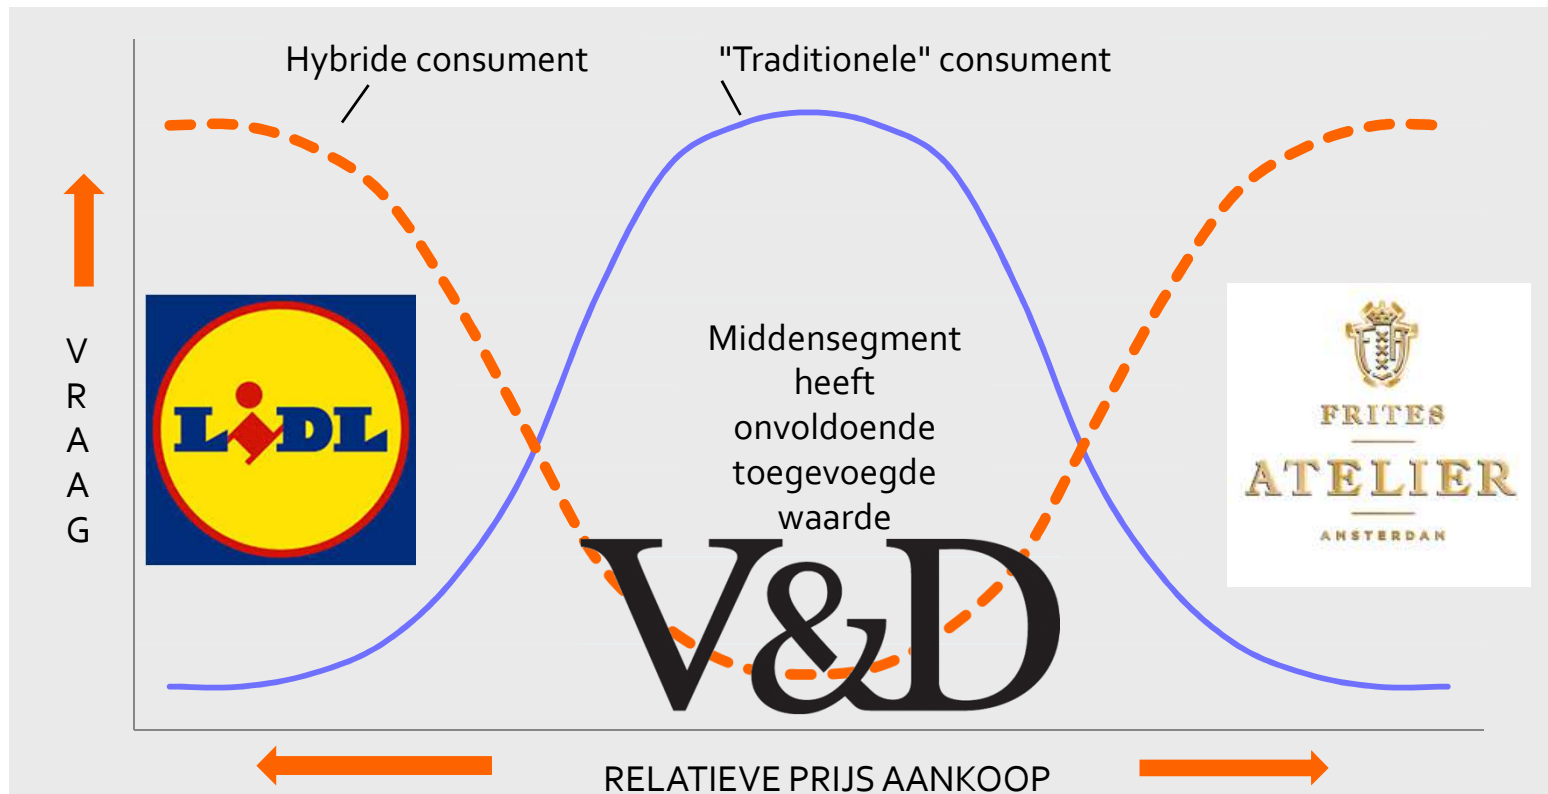 Hybride consument
"Traditionele" consument
V
R
A
A
G
LIDL
Middensegment
heeft
onvoldoende
toegevoegde
waarde
V&D
FRITES
ATELIER
AMSTERDAM
RELATIEVE PRIJS AANKOOP